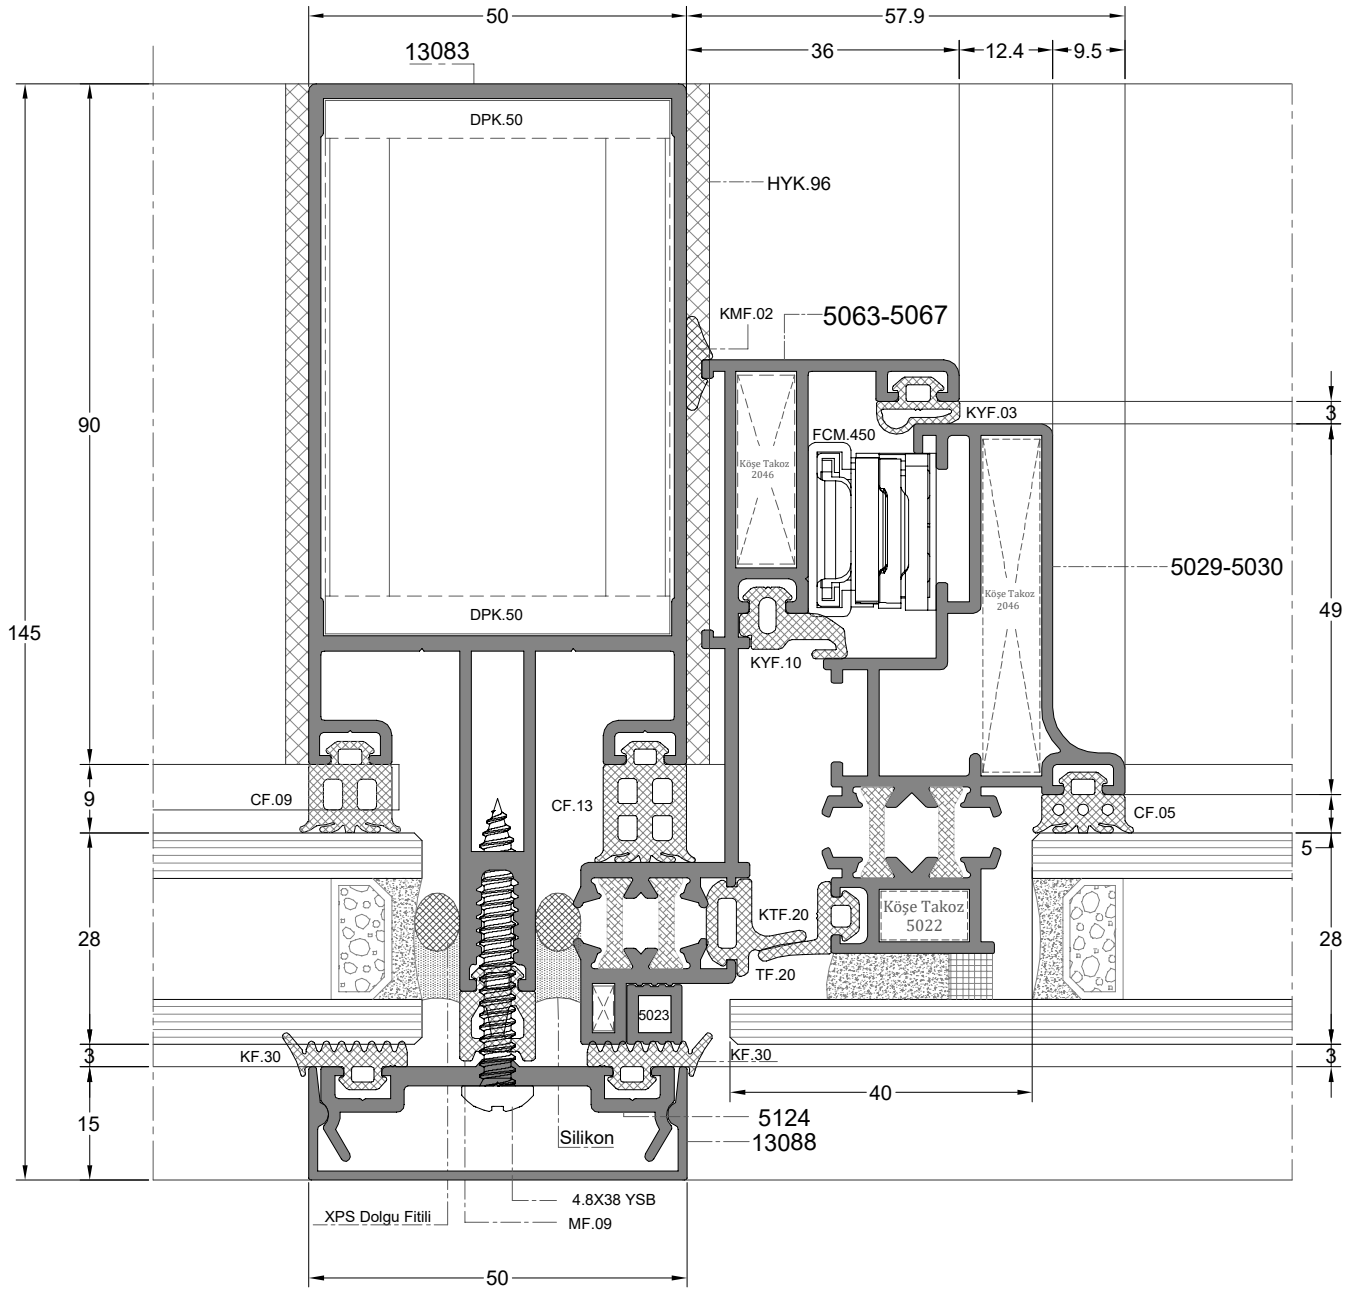 50
57.9
13083
36
12.4
9.5
DPK.50
HYK.96
KMF.02
5063-5067
KYF.03
3
90
FCM.450
Köşe Takoz
2046
5029-5030
Köşe Takoz
2046
DPK.50
145
49
KYF.10
9
CF.09
CF.13
CF.05
5
KTF.20
Köşe Takoz
5022
28
28
TF.20
5023
3
KF.30
KF.30
3
40
15
5124
Silikon
13088
4.8X38 YSB
XPS Dolgu Fitili
MF.09
50